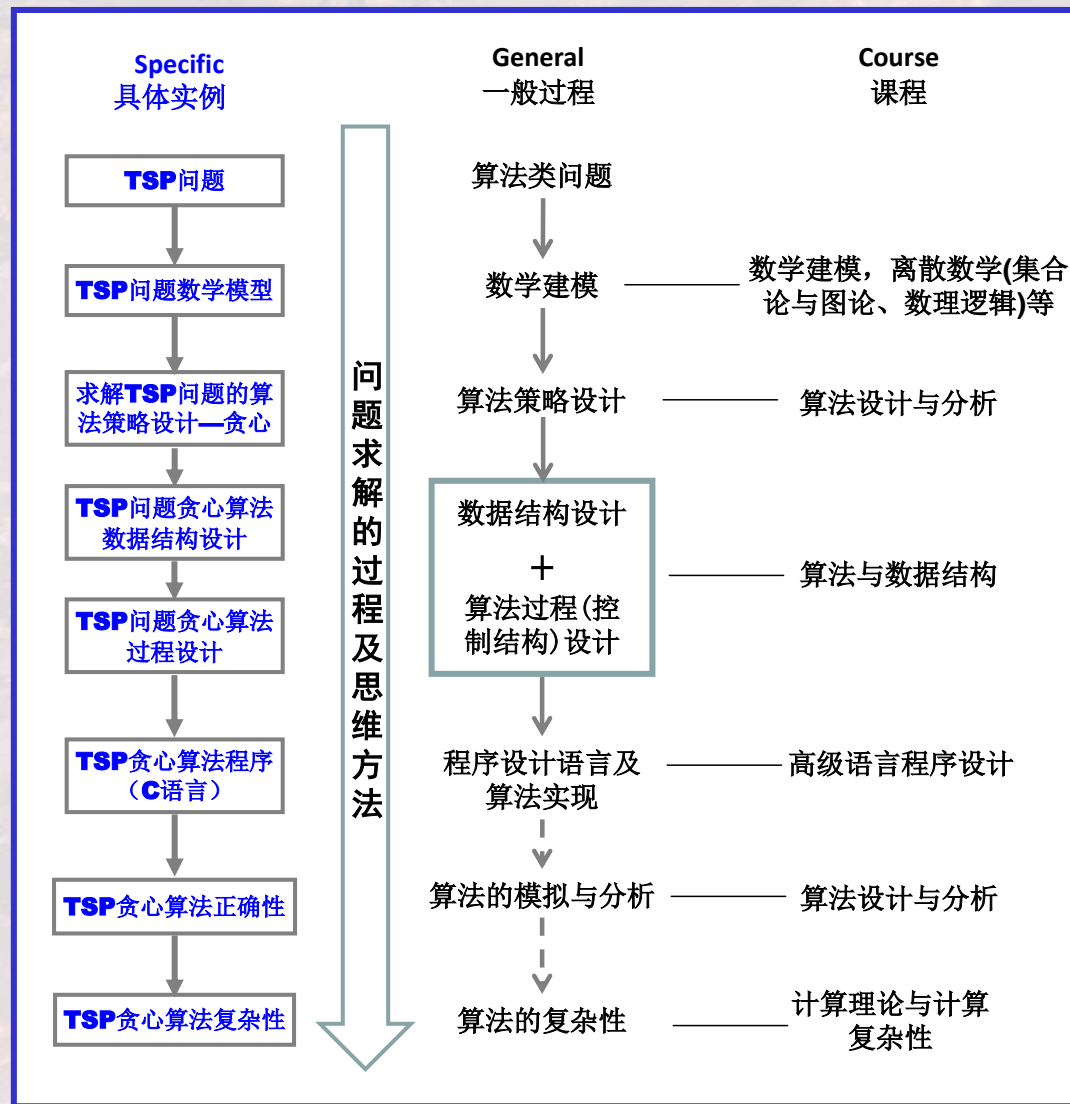 Specific
具体实例
General
一般过程
Course
课程
TSP问题
算法类问题
TSP问题数学模型
数学建模
数学建模，离散数学(集合
论与图论、数理逻辑)等
求解TSP问题的算
法策略设计—贪心
算法策略设计
算法设计与分析
TSP问题贪心算法
数据结构设计
数据结构设计
+
算法过程(控
制结构)设计
算法与数据结构
TSP问题贪心算法
过程设计
TSP贪心算法程序
（C语言）
程序设计语言及
算法实现
高级语言程序设计
TSP贪心算法正确性
算法的模拟与分析
算法设计与分析
TSP贪心算法复杂性
算法的复杂性
计算理论与计算
复杂性
问题求解的过程及思维方法